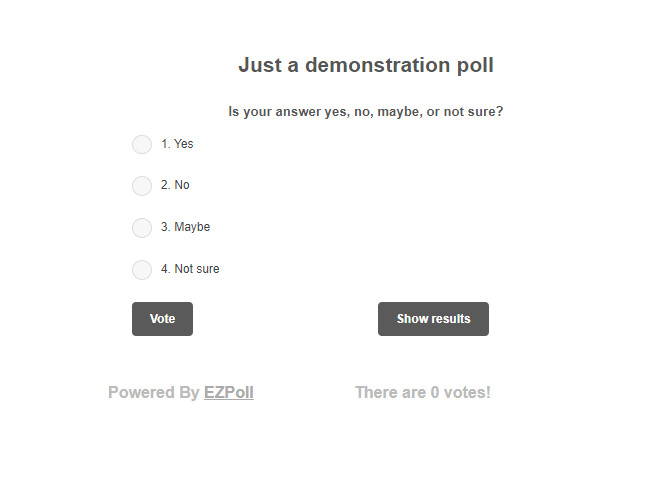 Just a demonstration poll
Is your answer yes, no, maybe, or not sure?
1. Yes
2. No
3. Maybe
4. Not sure
Vote
Show results
Powered By EZPoll
There are 0 votes!